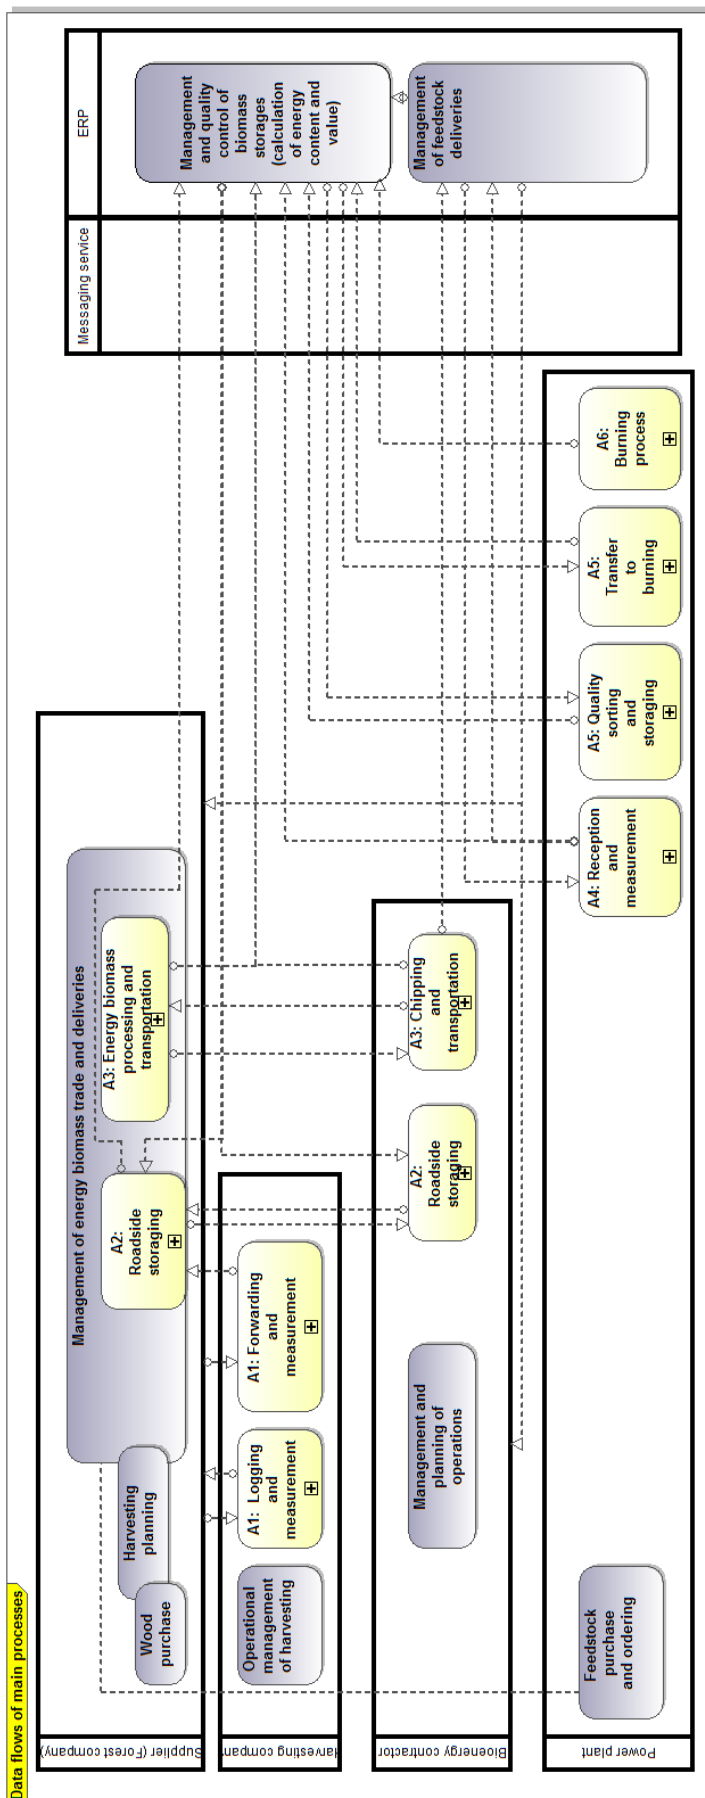 Data flows of main processes
Supplier (Forest company)
Wood
purchase
Harvesting
planning
Management of energy biomass trade and deliveries
A2:
Roadside
storaging
A3: Energy biomass
processing and
transportation
Harvesting company
Operational
management
of harvesting
A1: Logging
and
measurement
A1: Forwarding
and
measurement
Bioenergy contractor
Management and
planning of
operations
A2:
Roadside
storaging
A3: Chipping
and
transportation
Power plant
Feedstock
purchase
and ordering
A4: Reception
and
measurement
A5: Quality
sorting
and
storaging
A5:
Transfer
to
burning
A6:
Burning
process
ERP
Messaging service
Management
and quality
control of
biomass
storages
(calculation
of energy
content and
value)
Management
of feedstock
deliveries